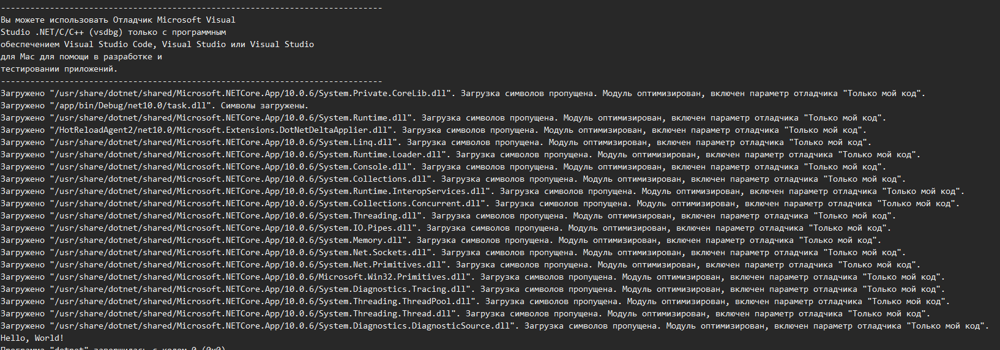 ------------------------------------------------------------------------------
Вы можете использовать Отладчик Microsoft Visual
Studio .NET/C/C++ (vsdbg) только с программным
обеспечением Visual Studio Code, Visual Studio или Visual Studio
для Mac для помощи в разработке и
тестировании приложений.
------------------------------------------------------------------------------
Загружено "/usr/share/dotnet/shared/Microsoft.NETCore.App/10.0.6/System.Private.CoreLib.dll". Загрузка символов пропущена. Модуль оптимизирован, включен параметр отладчика "Только мой код".
Загружено "/app/bin/Debug/net10.0/task.dll". Символы загружены.
Загружено "/usr/share/dotnet/shared/Microsoft.NETCore.App/10.0.6/System.Runtime.dll". Загрузка символов пропущена. Модуль оптимизирован, включен параметр отладчика "Только мой код".
Загружено "/HotReloadAgent2/net10.0/Microsoft.Extensions.DotNetDeltaApplier.dll". Загрузка символов пропущена. Модуль оптимизирован, включен параметр отладчика "Только мой код".
Загружено "/usr/share/dotnet/shared/Microsoft.NETCore.App/10.0.6/System.Linq.dll". Загрузка символов пропущена. Модуль оптимизирован, включен параметр отладчика "Только мой код".
Загружено "/usr/share/dotnet/shared/Microsoft.NETCore.App/10.0.6/System.Runtime.Loader.dll". Загрузка символов пропущена. Модуль оптимизирован, включен параметр отладчика "Только мой код".
Загружено "/usr/share/dotnet/shared/Microsoft.NETCore.App/10.0.6/System.Console.dll". Загрузка символов пропущена. Модуль оптимизирован, включен параметр отладчика "Только мой код".
Загружено "/usr/share/dotnet/shared/Microsoft.NETCore.App/10.0.6/System.Collections.dll". Загрузка символов пропущена. Модуль оптимизирован, включен параметр отладчика "Только мой код".
Загружено "/usr/share/dotnet/shared/Microsoft.NETCore.App/10.0.6/System.Runtime.InteropServices.dll". Загрузка символов пропущена. Модуль оптимизирован, включен параметр отладчика "Только мой код".
Загружено "/usr/share/dotnet/shared/Microsoft.NETCore.App/10.0.6/System.Collections.Concurrent.dll". Загрузка символов пропущена. Модуль оптимизирован, включен параметр отладчика "Только мой код".
Загружено "/usr/share/dotnet/shared/Microsoft.NETCore.App/10.0.6/System.Threading.dll". Загрузка символов пропущена. Модуль оптимизирован, включен параметр отладчика "Только мой код".
Загружено "/usr/share/dotnet/shared/Microsoft.NETCore.App/10.0.6/System.IO.Pipes.dll". Загрузка символов пропущена. Модуль оптимизирован, включен параметр отладчика "Только мой код".
Загружено "/usr/share/dotnet/shared/Microsoft.NETCore.App/10.0.6/System.Memory.dll". Загрузка символов пропущена. Модуль оптимизирован, включен параметр отладчика "Только мой код".
Загружено "/usr/share/dotnet/shared/Microsoft.NETCore.App/10.0.6/System.Net.Sockets.dll". Загрузка символов пропущена. Модуль оптимизирован, включен параметр отладчика "Только мой код".
Загружено "/usr/share/dotnet/shared/Microsoft.NETCore.App/10.0.6/System.Net.Primitives.dll". Загрузка символов пропущена. Модуль оптимизирован, включен параметр отладчика "Только мой код".
Загружено "/usr/share/dotnet/shared/Microsoft.NETCore.App/10.0.6/Microsoft.Win32.Primitives.dll". Загрузка символов пропущена. Модуль оптимизирован, включен параметр отладчика "Только мой код".
Загружено "/usr/share/dotnet/shared/Microsoft.NETCore.App/10.0.6/System.Diagnostics.Tracing.dll". Загрузка символов пропущена. Модуль оптимизирован, включен параметр отладчика "Только мой код".
Загружено "/usr/share/dotnet/shared/Microsoft.NETCore.App/10.0.6/System.Threading.ThreadPool.dll". Загрузка символов пропущена. Модуль оптимизирован, включен параметр отладчика "Только мой код".
Загружено "/usr/share/dotnet/shared/Microsoft.NETCore.App/10.0.6/System.Threading.Thread.dll". Загрузка символов пропущена. Модуль оптимизирован, включен параметр отладчика "Только мой код".
Загружено "/usr/share/dotnet/shared/Microsoft.NETCore.App/10.0.6/System.Diagnostics.DiagnosticSource.dll". Загрузка символов пропущена. Модуль оптимизирован, включен параметр отладчика "Только мой код".
Hello, World!
Программа "dotnet" завершилась с кодом 0 (0x0)